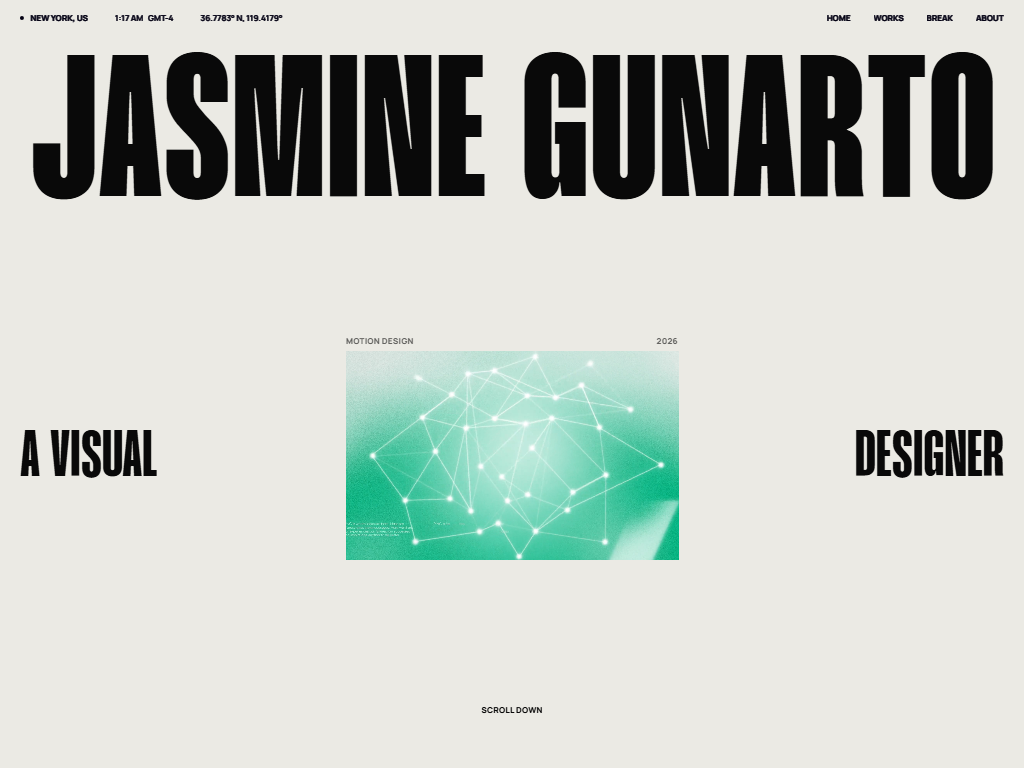 NEW YORK, US 1:17 AM GMT-4 36.7783° N, 119.4179° HOME WORKS BREAK ABOUT
JASMINE GUNARTO
MOTION DESIGN 2026
A VISUAL DESIGNER
SCROLL DOWN